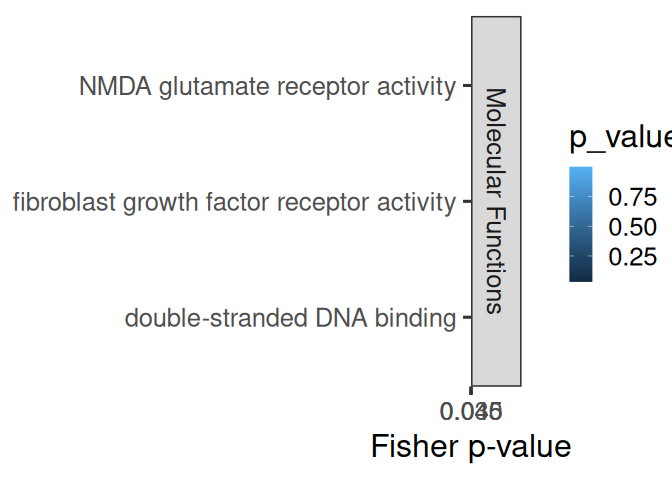 NMDA glutamate receptor activity
fibroblast growth factor receptor activity
double-stranded DNA binding
Molecular Functions
Fisher p-value
p_value
0.75
0.50
0.25